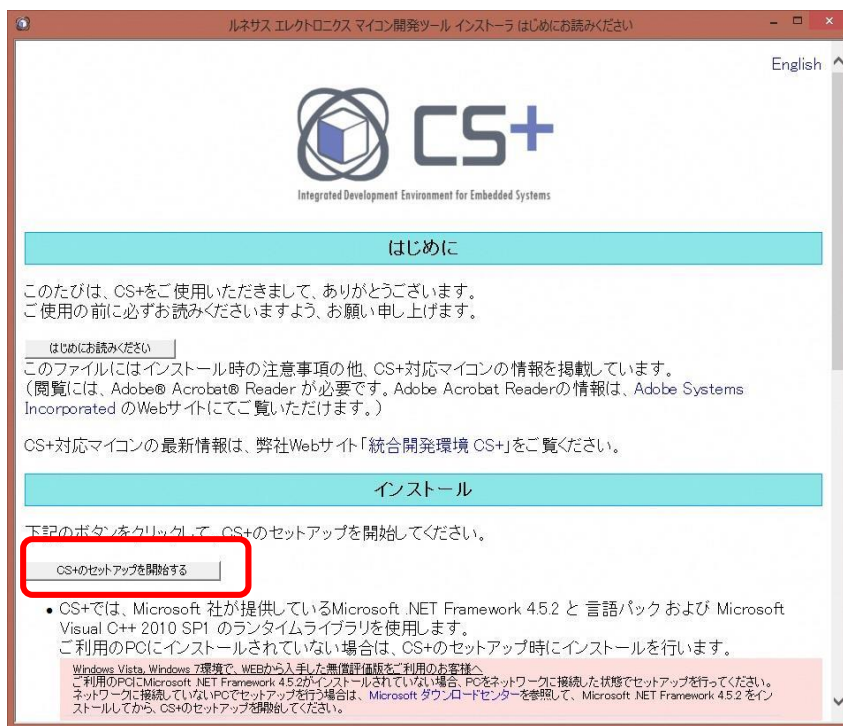 ルネサス エレクトロニクス マイコン開発ツール インストーラ はじめにお読みください
English
CS+
Integrated Development Environment for Embedded Systems
はじめに
このたびは、CS+をご使用いただきまして、ありがとうございます。
ご使用の前に必ずお読みくださいますよう、お願い申し上げます。
はじめにお読みください
このファイルにはインストール時の注意事項の他、CS+対応マイコンの情報を掲載しています。
(閲覧には、Adobe® Acrobat® Reader が必要です。Adobe Acrobat Readerの情報は、Adobe Systems
Incorporated のWebサイトにてご覧いただけます。)
CS+対応マイコンの最新情報は、弊社Webサイト「統合開発環境 CS+」をご覧ください。
インストール
下記のボタンをクリックして、CS+のセットアップを開始してください。
CS+のセットアップを開始する
• CS+では、Microsoft 社が提供しているMicrosoft .NET Framework 4.5.2 と 言語パック および Microsoft
Visual C++ 2010 SP1 のランタイムライブラリを使用します。
ご利用のPCにインストールされていない場合は、CS+のセットアップ時にインストールを行います。
Windows Vista, Windows 7環境で、WEBから入手した無償評価版をご利用のお客様へ
ご利用のPCにMicrosoft .NET Framework 4.5.2がインストールされていない場合、PCをネットワークに接続した状態でセットアップを行ってください。
ネットワークに接続していないPCでセットアップを行う場合は、Microsoft ダウンロードセンターを参照して、Microsoft .NET Framework 4.5.2 をイン
ストールしてから、CS+のセットアップを開始してください。